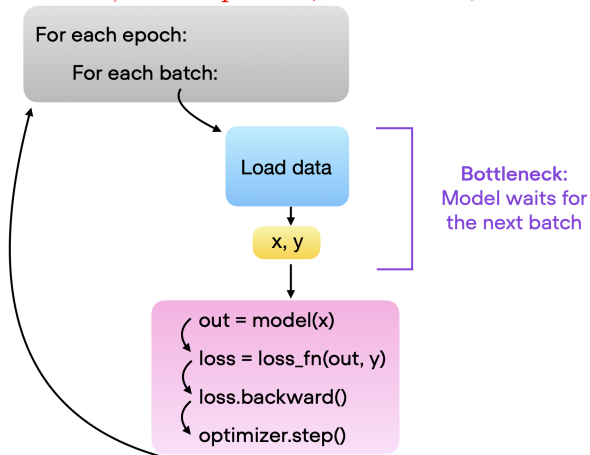 For each epoch:
For each batch:
Load data
x, y
Bottleneck:
Model waits for
the next batch
out = model(x)
loss = loss_fn(out, y)
loss.backward()
optimizer.step()